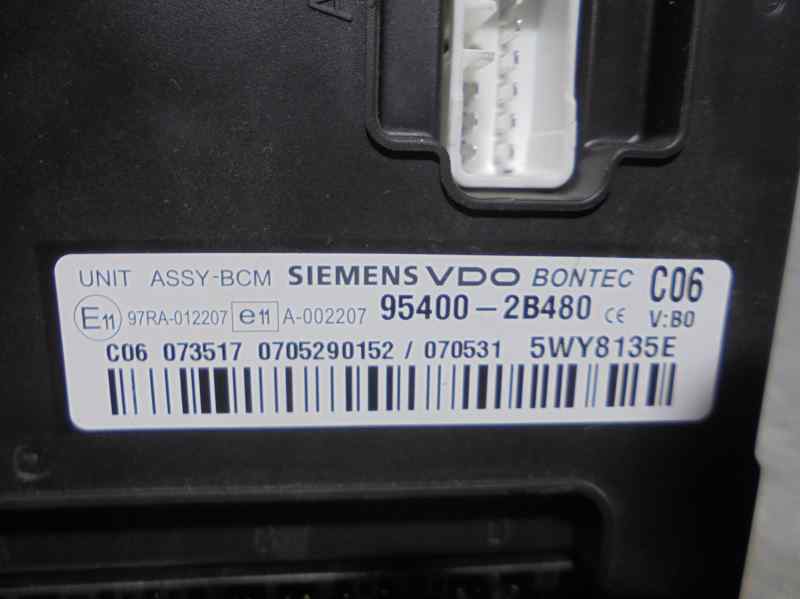 A
UNIT ASSY-BCM SIEMENS VDO BONTEC C06
E11 97RA-012207 e11 A-002207 95400-2B480 CE V:B0
C06 073517 0705290152 / 070531 5WY8135E
C